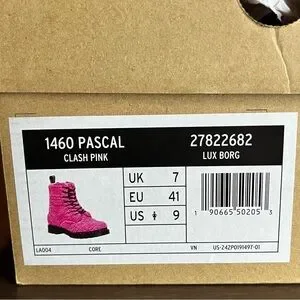 1460 PASCAL 27822682
CLASH PINK LUX BORG
UK 7
EU 41
US 9
1 90665 50205 3
LA004 CORE VN US-24ZP0191497-01